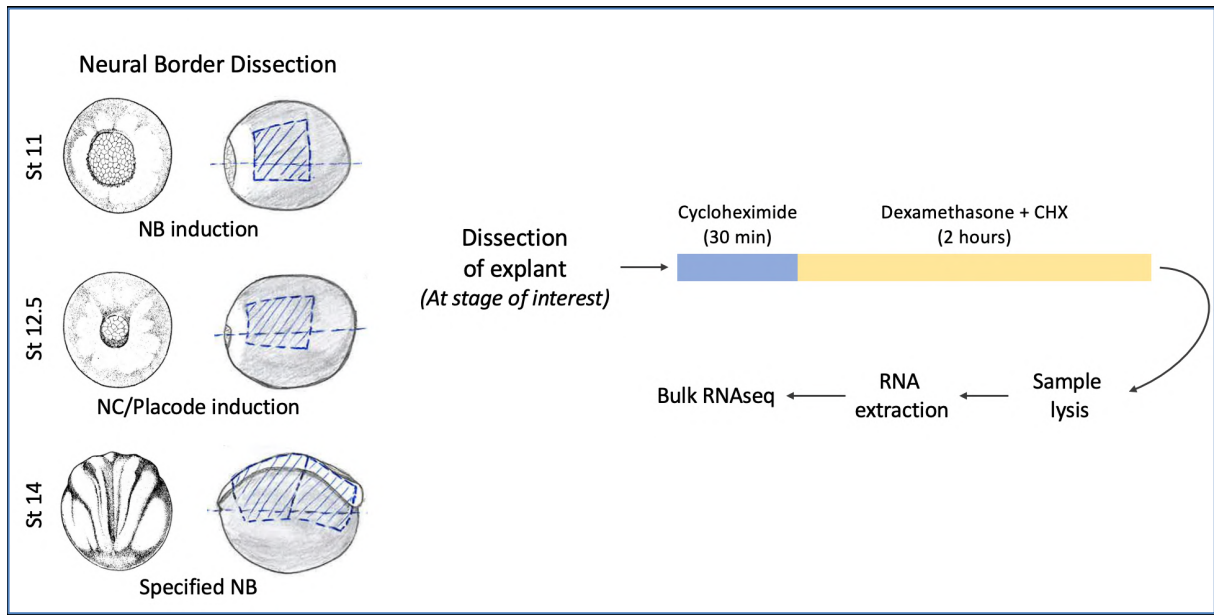 Neural Border Dissection
St 11
NB induction
St 12.5
NC/Placode induction
St 14
Specified NB
Dissection
of explant
(At stage of interest)
Cycloheximide
(30 min)
Dexamethasone + CHX
(2 hours)
Sample
lysis
RNA
extraction
Bulk RNAseq